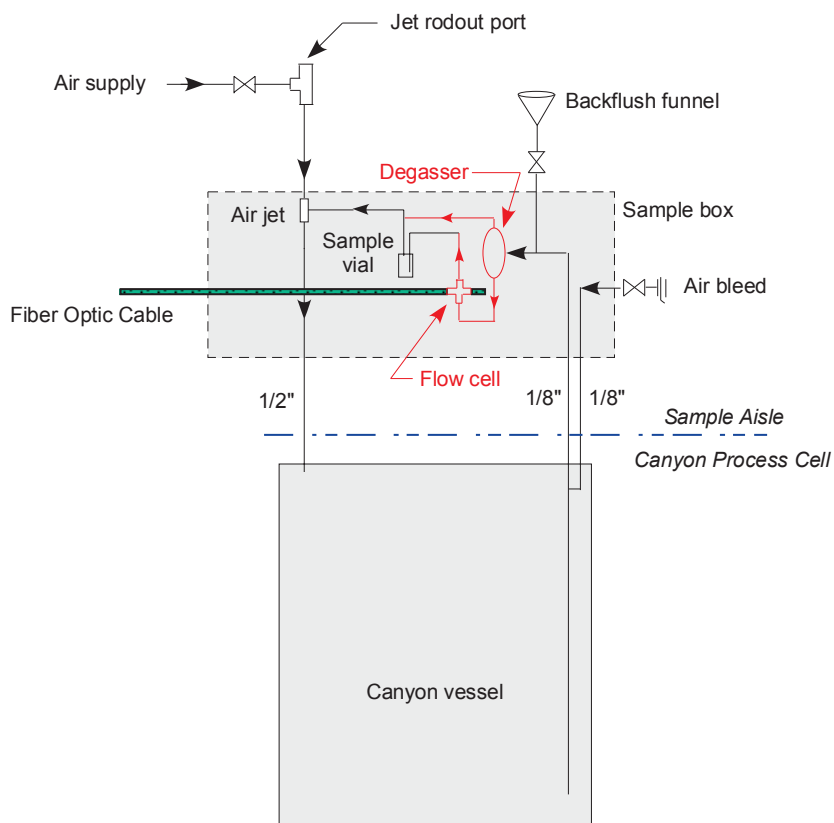 Jet rodout port
Air supply
Backflush funnel
Degasser
Air jet
Sample box
Sample
vial
Air bleed
Fiber Optic Cable
Flow cell
1/2"
1/8"
1/8"
Sample Aisle
Canyon Process Cell
Canyon vessel